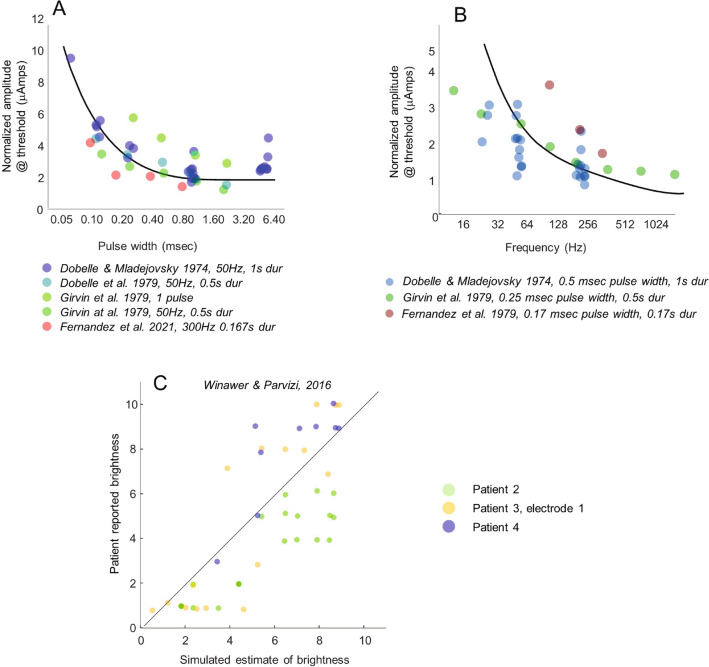 A
12
10
8
6
4
2
0
Normalized amplitude
@ threshold (μAmps)
0.05 0.10 0.20 0.40 0.80 1.60 3.20 6.40
Pulse width (msec)
Dobelle & Mladejovsky 1974, 50Hz, 1s dur
Dobelle et al. 1979, 50Hz, 0.5s dur
Girvin et al. 1979, 1 pulse
Girvin at al. 1979, 50Hz, 0.5s dur
Fernandez et al. 2021, 300Hz 0.167s dur
B
5
4
3
2
1
0
Normalized amplitude
@ threshold (μAmps)
16 32 64 128 256 512 1024
Frequency (Hz)
Dobelle & Mladejovsky 1974, 0.5 msec pulse width, 1s dur
Girvin et al. 1979, 0.25 msec pulse width, 0.5s dur
Fernandez et al. 1979, 0.17 msec pulse width, 0.17s dur
C
Winawer & Parvizi, 2016
10
8
6
4
2
0
Patient reported brightness
0 2 4 6 8 10
Simulated estimate of brightness
Patient 2
Patient 3, electrode 1
Patient 4